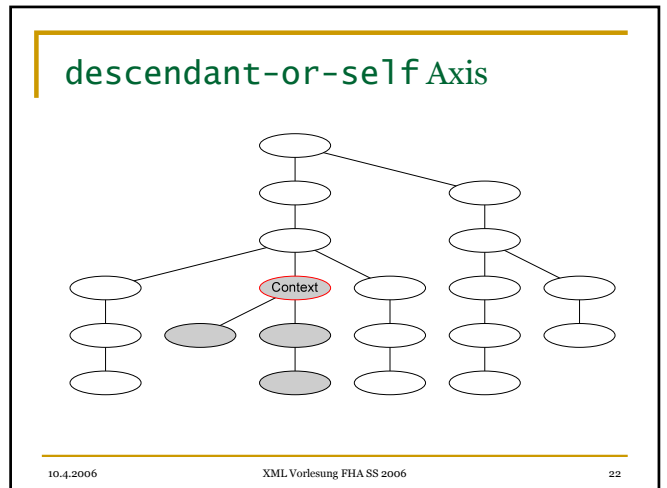 descendant-or-self Axis
Context
10.4.2006 XML Vorlesung FHA SS 2006 22